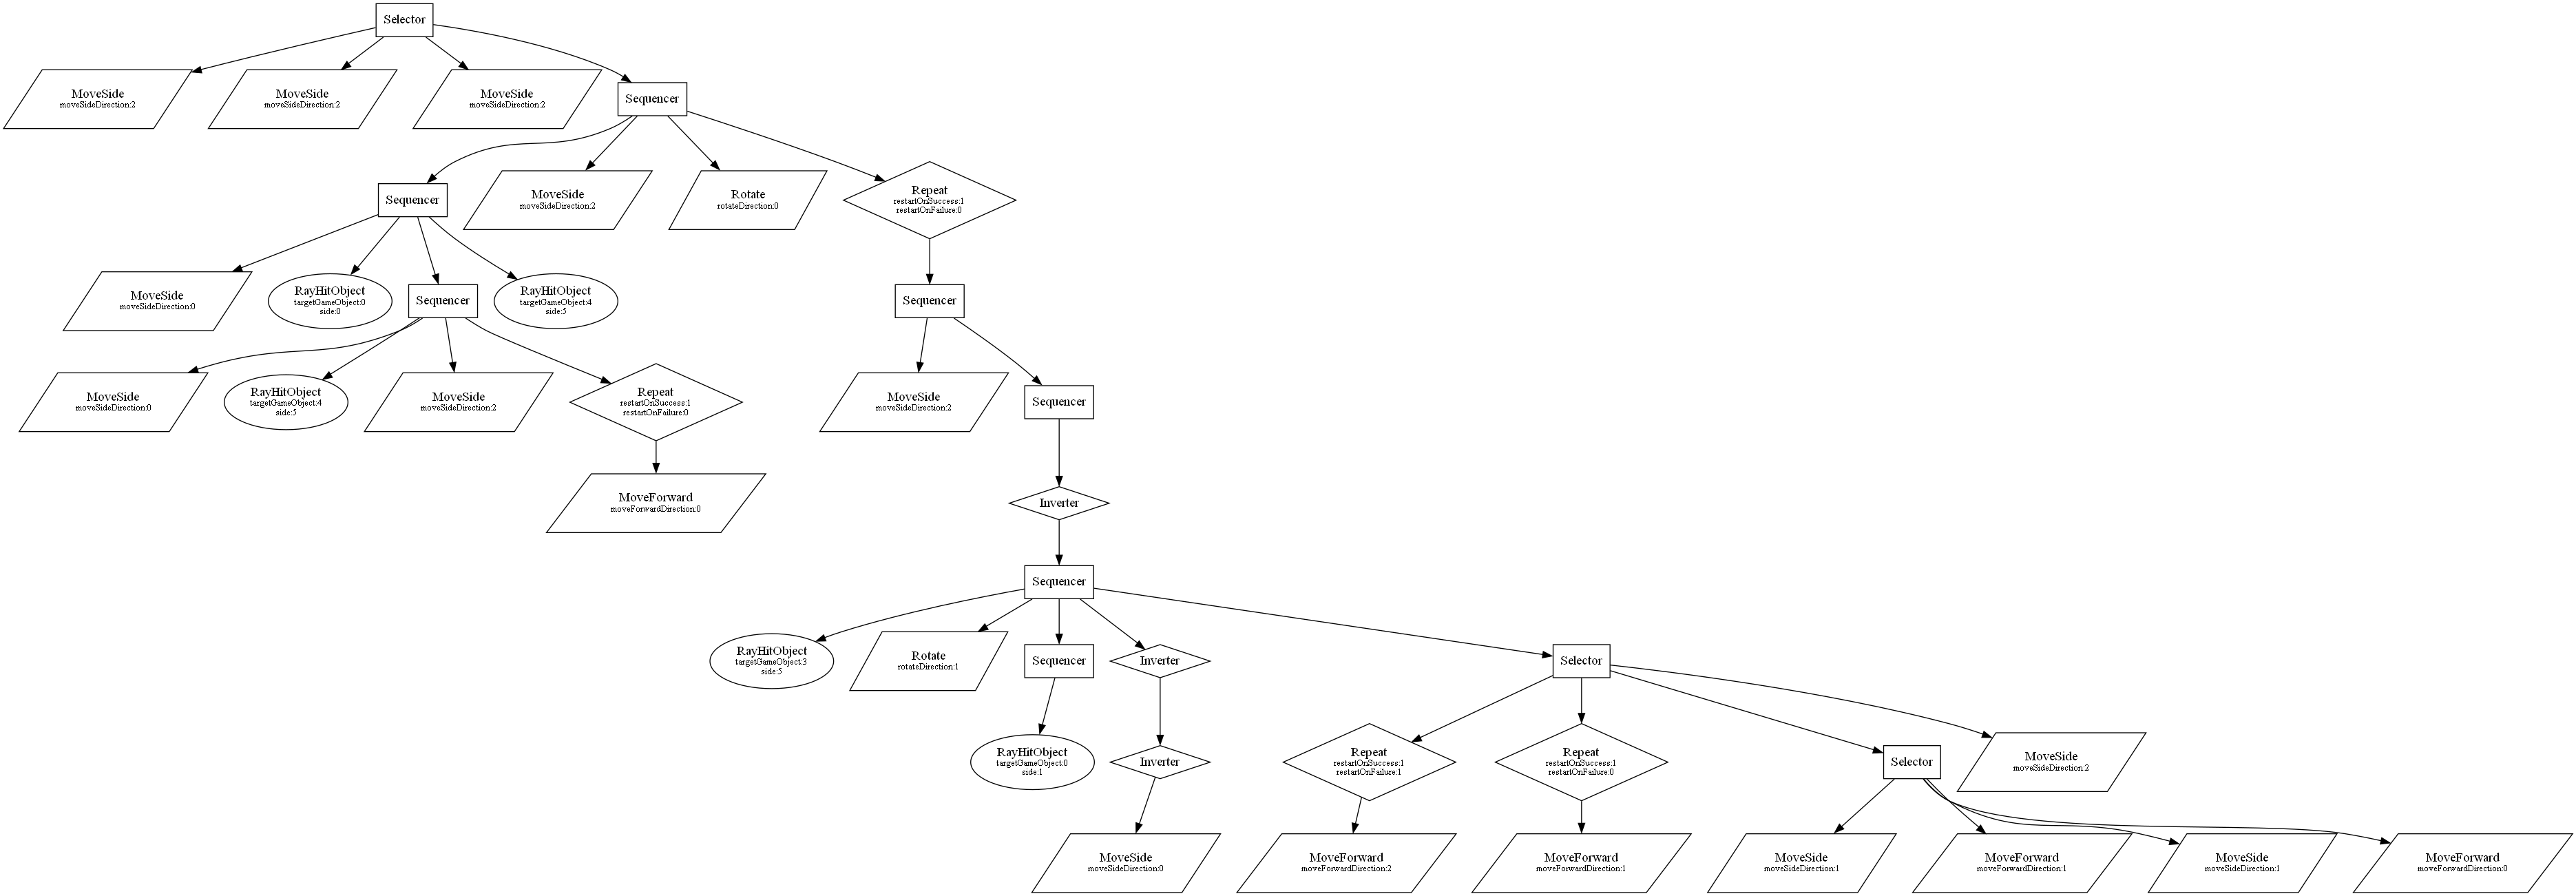 Selector
MoveSide
moveSideDirection:2
MoveSide
moveSideDirection:2
MoveSide
moveSideDirection:2
Sequencer
Sequencer
MoveSide
moveSideDirection:2
Rotate
rotateDirection:0
Repeat
restartOnSuccess:1
restartOnFailure:0
MoveSide
moveSideDirection:0
RayHitObject
targetGameObject:0
side:0
Sequencer
RayHitObject
targetGameObject:4
side:5
Sequencer
MoveSide
moveSideDirection:0
RayHitObject
targetGameObject:4
side:5
MoveSide
moveSideDirection:2
Repeat
restartOnSuccess:1
restartOnFailure:0
MoveSide
moveSideDirection:2
Sequencer
MoveForward
moveForwardDirection:0
Inverter
Sequencer
RayHitObject
targetGameObject:3
side:5
Rotate
rotateDirection:1
Sequencer
Inverter
Selector
RayHitObject
targetGameObject:0
side:1
Inverter
Repeat
restartOnSuccess:1
restartOnFailure:1
Repeat
restartOnSuccess:1
restartOnFailure:0
Selector
MoveSide
moveSideDirection:2
MoveSide
moveSideDirection:0
MoveForward
moveForwardDirection:2
MoveForward
moveForwardDirection:1
MoveSide
moveSideDirection:1
MoveForward
moveForwardDirection:1
MoveSide
moveSideDirection:1
MoveForward
moveForwardDirection:0